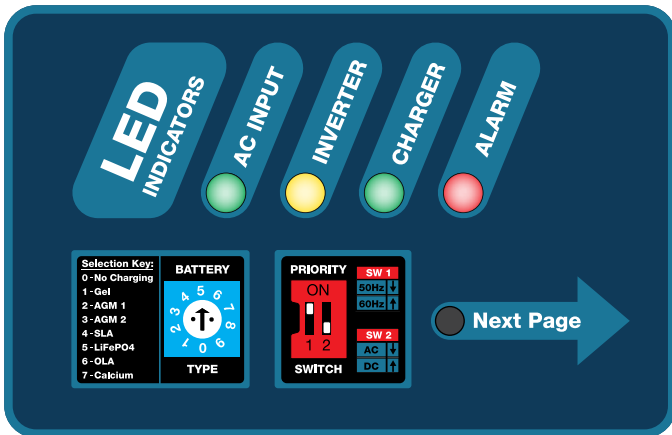 LED
INDICATORS
AC INPUT
INVERTER
CHARGER
ALARM
Selection Key:
0 - No Charging
1 - Gel
2 - AGM 1
3 - AGM 2
4 - SLA
5 - LiFePO4
6 - OLA
7 - Calcium
BATTERY
0 1 2 3 4 5 6 7 8 9
TYPE
PRIORITY
ON
1 2
SWITCH
SW 1
50Hz ↓
60Hz ↑
SW 2
AC ↓
DC ↑
Next Page